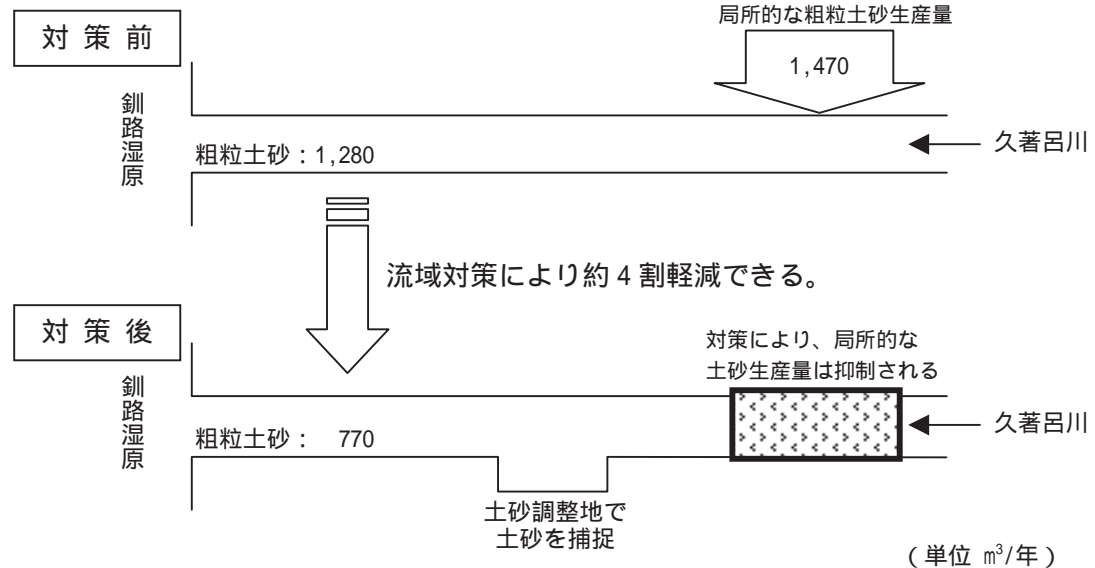 対 策 前
局所的な粗粒土砂生産量
1,470
釧路湿原
粗粒土砂：1,280
久著呂川
流域対策により約４割軽減できる。
対 策 後
対策により、局所的な
土砂生産量は抑制される
釧路湿原
粗粒土砂： 770
久著呂川
土砂調整地で
土砂を捕捉
（単位 m³/年）